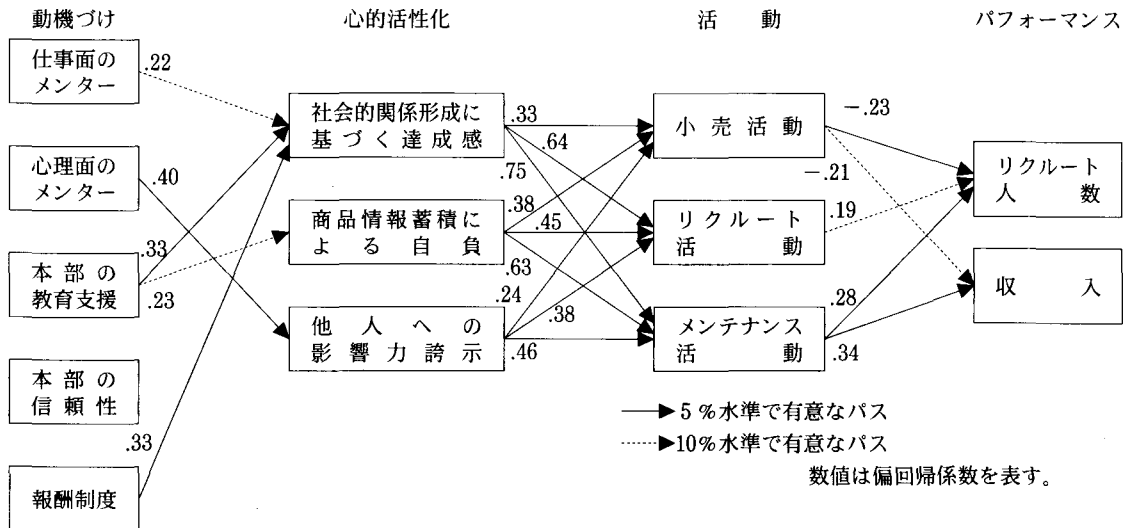 動機づけ
心的活性化
活動
パフォーマンス
仕事面の
メンター
心理面の
メンター
本部の
教育支援
本部の
信頼性
報酬制度
.22
.40
.33
.23
.33
社会的関係形成に
基づく達成感
商品情報蓄積に
よる自負
他人への
影響力誇示
.33
.64
.75
.38
.45
.63
.24
.38
.46
小売活動
リクルート
活動
メンテナンス
活動
-.23
-.21
.19
.28
.34
リクルート
人数
収入
5%水準で有意なパス
10%水準で有意なパス
数値は偏回帰係数を表す。